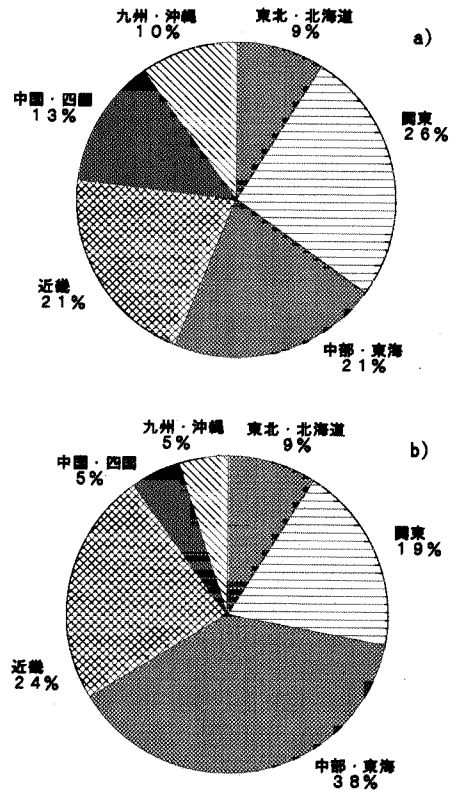 九州・沖縄
10%
東北・北海道
9%
a)
関東
26%
中国・四国
13%
近畿
21%
中部・東海
21%
九州・沖縄
5%
東北・北海道
9%
b)
中国・四国
5%
関東
19%
近畿
24%
中部・東海
38%